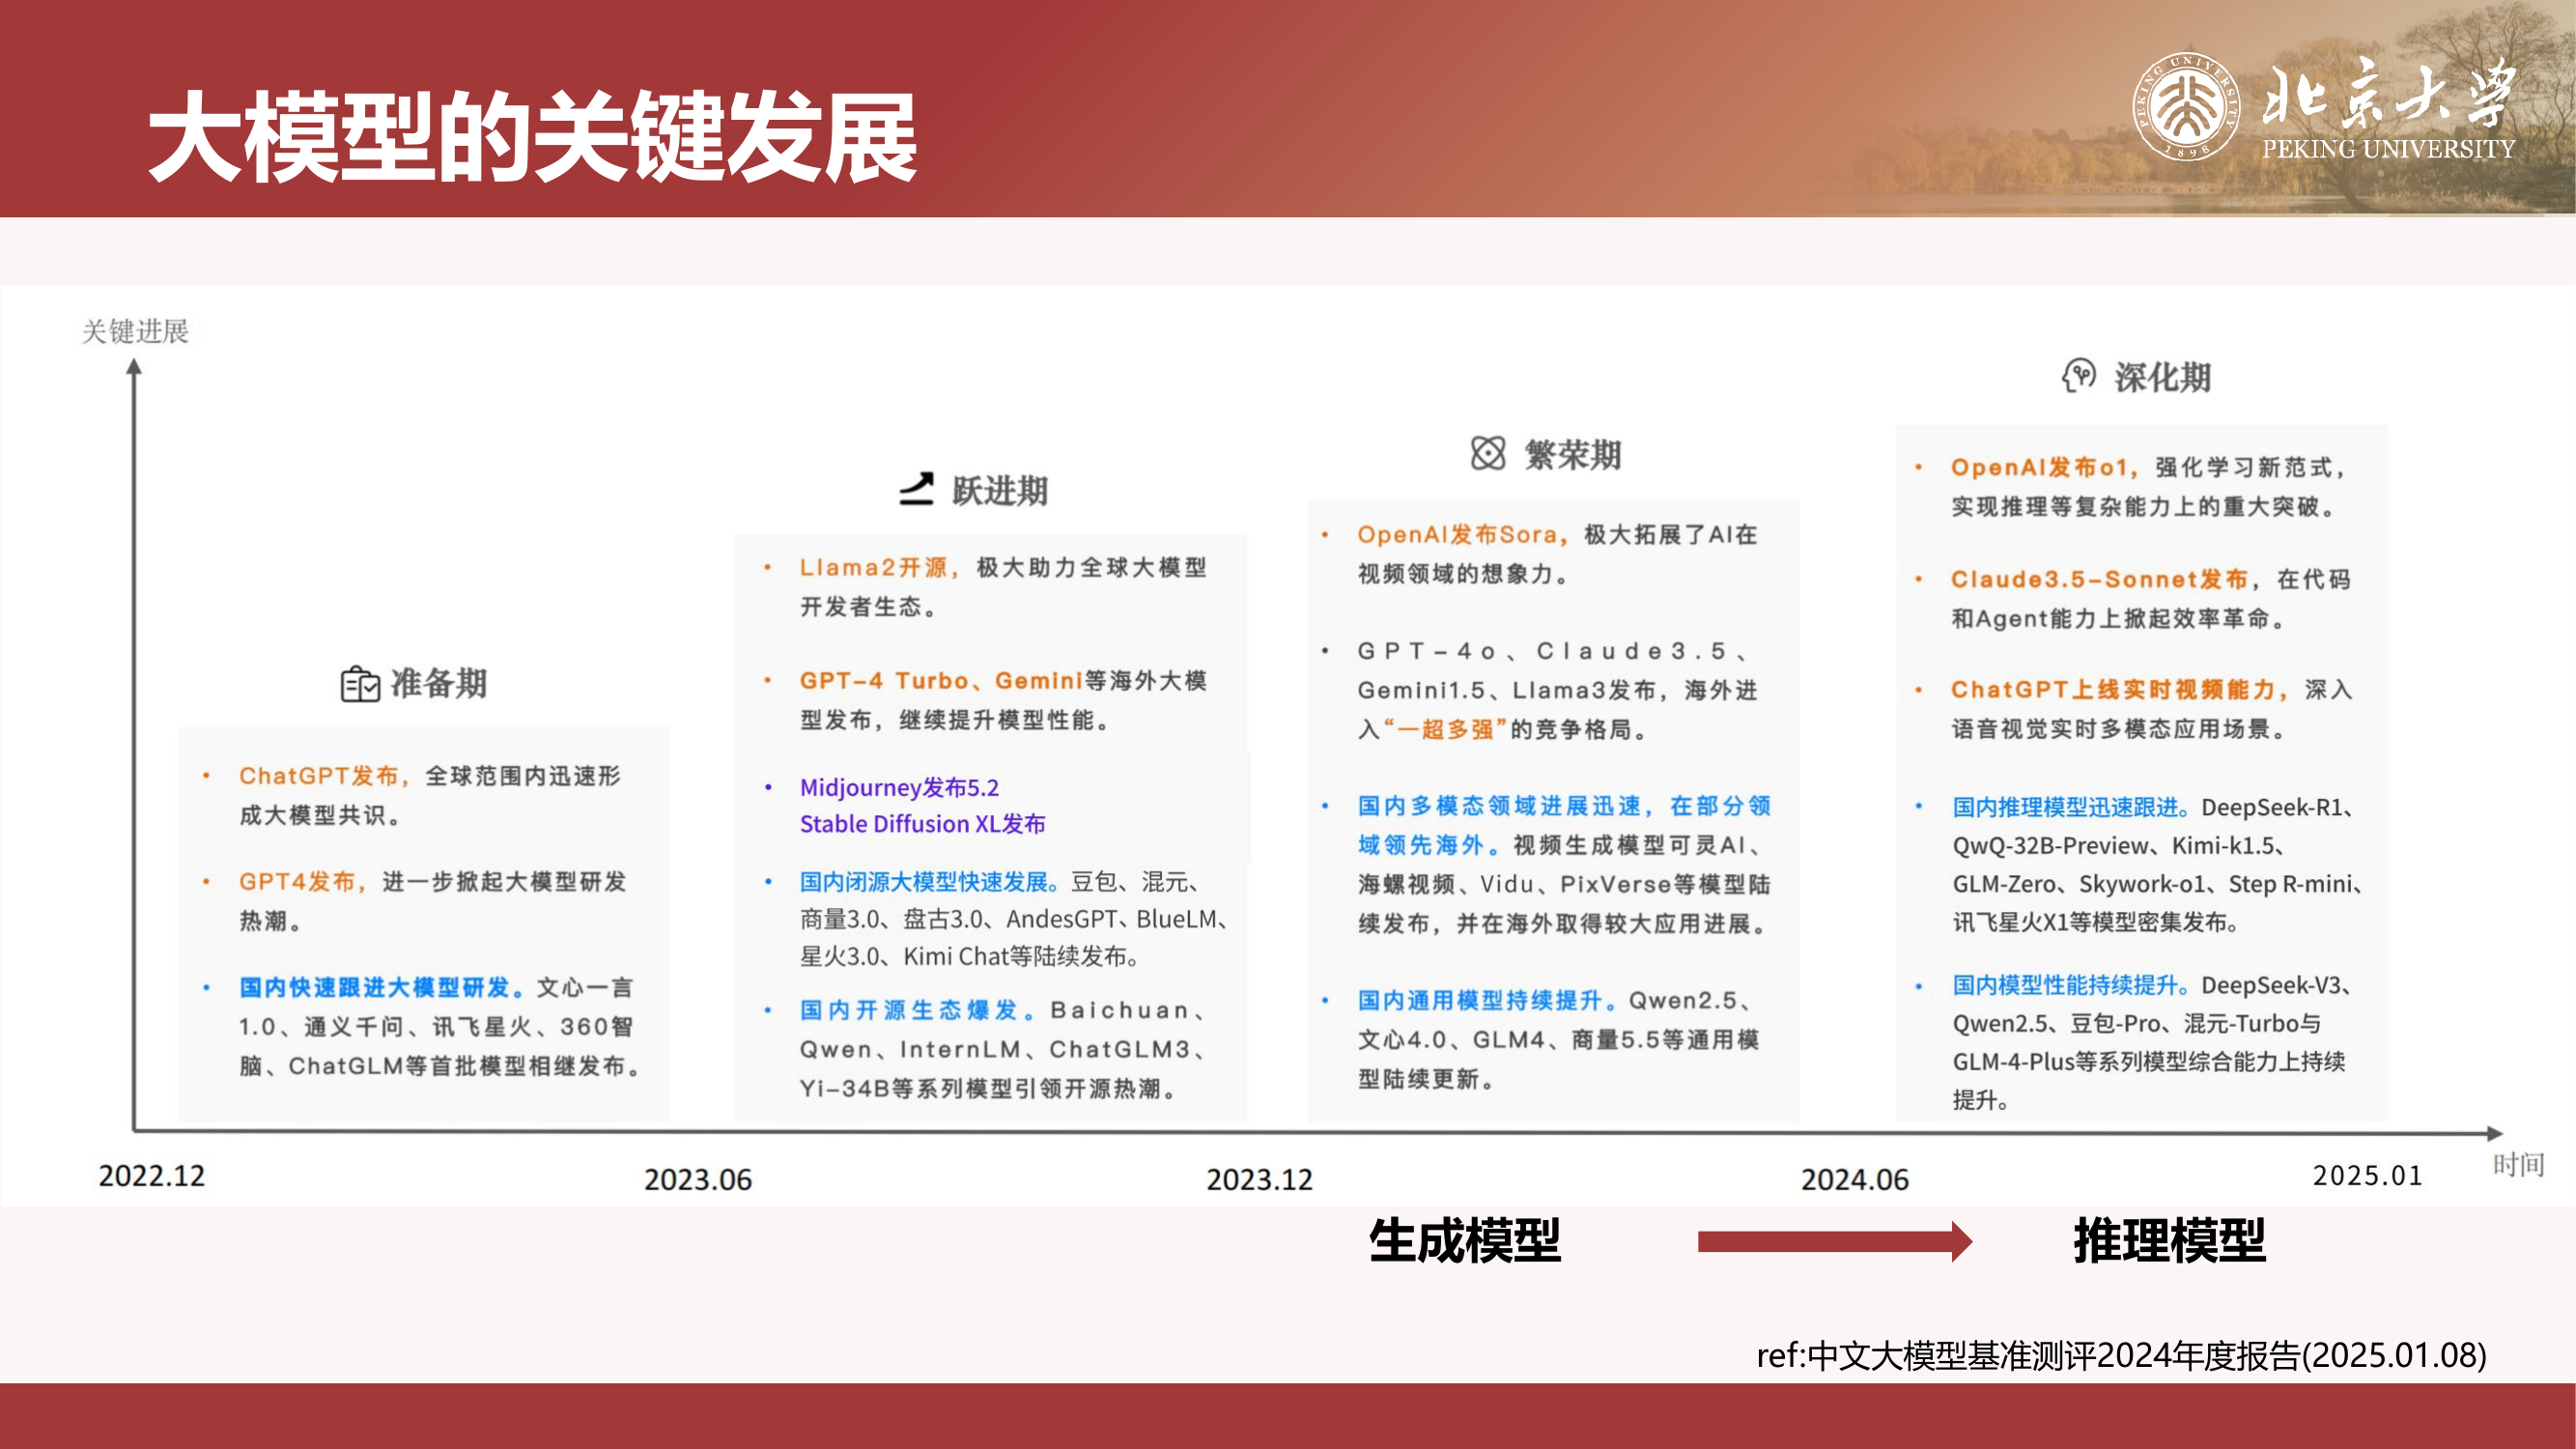 大模型的关键发展
PEKING UNIVERSITY
1898
北京大学
PEKING UNIVERSITY
关键进展
准备期
• ChatGPT发布，全球范围内迅速形
成大模型共识。
• GPT4发布，进一步掀起大模型研发
热潮。
• 国内快速跟进大模型研发。文心一言
1.0、通义千问、讯飞星火、360智
脑、ChatGLM等首批模型相继发布。
跃进期
• Llama2开源，极大助力全球大模型
开发者生态。
• GPT-4 Turbo、Gemini等海外大模
型发布，继续提升模型性能。
• Midjourney发布5.2
Stable Diffusion XL发布
• 国内闭源大模型快速发展。豆包、混元、
商量3.0、盘古3.0、AndesGPT、BlueLM、
星火3.0、Kimi Chat等陆续发布。
• 国内开源生态爆发。Baichuan、
Qwen、InternLM、ChatGLM3、
Yi-34B等系列模型引领开源热潮。
繁荣期
• OpenAI发布Sora，极大拓展了AI在
视频领域的想象力。
• GPT-4o、Claude3.5、
Gemini1.5、Llama3发布，海外进
入“一超多强”的竞争格局。
• 国内多模态领域进展迅速，在部分领
域领先海外。视频生成模型可灵AI、
海螺视频、Vidu、PixVerse等模型陆
续发布，并在海外取得较大应用进展。
• 国内通用模型持续提升。Qwen2.5、
文心4.0、GLM4、商量5.5等通用模
型陆续更新。
深化期
• OpenAI发布o1，强化学习新范式，
实现推理等复杂能力上的重大突破。
• Claude3.5-Sonnet发布，在代码
和Agent能力上掀起效率革命。
• ChatGPT上线实时视频能力，深入
语音视觉实时多模态应用场景。
• 国内推理模型迅速跟进。DeepSeek-R1、
QwQ-32B-Preview、Kimi-k1.5、
GLM-Zero、Skywork-o1、Step R-mini、
讯飞星火X1等模型密集发布。
• 国内模型性能持续提升。DeepSeek-V3、
Qwen2.5、豆包-Pro、混元-Turbo与
GLM-4-Plus等系列模型综合能力上持续
提升。
2022.12
2023.06
2023.12
2024.06
2025.01
时间
生成模型
推理模型
ref:中文大模型基准测评2024年度报告(2025.01.08)